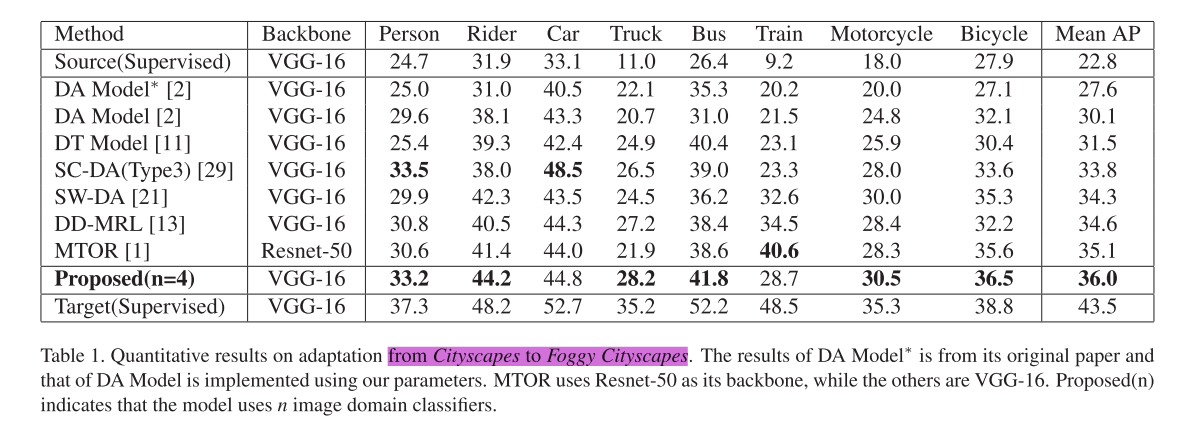 Method Backbone Person Rider Car Truck Bus Train Motorcycle Bicycle Mean AP
Source(Supervised) VGG-16 24.7 31.9 33.1 11.0 26.4 9.2 18.0 27.9 22.8
DA Model* [2] VGG-16 25.0 31.0 40.5 22.1 35.3 20.2 20.0 27.1 27.6
DA Model [2] VGG-16 29.6 38.1 43.3 20.7 31.0 21.5 24.8 32.1 30.1
DT Model [11] VGG-16 25.4 39.3 42.4 24.9 40.4 23.1 25.9 30.4 31.5
SC-DA(Type3) [29] VGG-16 33.5 38.0 48.5 26.5 39.0 23.3 28.0 33.6 33.8
SW-DA [21] VGG-16 29.9 42.3 43.5 24.5 36.2 32.6 30.0 35.3 34.3
DD-MRL [13] VGG-16 30.8 40.5 44.3 27.2 38.4 34.5 28.4 32.2 34.6
MTOR [1] Resnet-50 30.6 41.4 44.0 21.9 38.6 40.6 28.3 35.6 35.1
Proposed(n=4) VGG-16 33.2 44.2 44.8 28.2 41.8 28.7 30.5 36.5 36.0
Target(Supervised) VGG-16 37.3 48.2 52.7 35.2 52.2 48.5 35.3 38.8 43.5
Table 1. Quantitative results on adaptation from Cityscapes to Foggy Cityscapes. The results of DA Model* is from its original paper and
that of DA Model is implemented using our parameters. MTOR uses Resnet-50 as its backbone, while the others are VGG-16. Proposed(n)
indicates that the model uses n image domain classifiers.